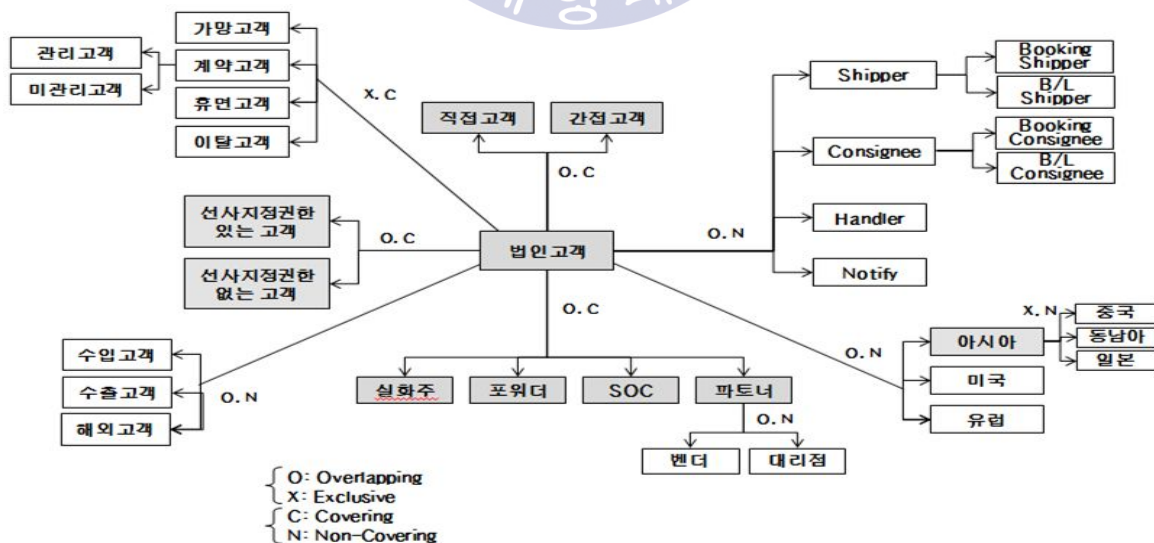 가망고객
관리고객
계약고객
미관리고객
휴면고객
이탈고객
X.C
직접고객
간접고객
O.C
Shipper
Booking
Shipper
B/L
Shipper
Consignee
Booking
Consignee
B/L
Consignee
Handler
Notify
O.N
선사지정권한
있는 고객
선사지정권한
없는 고객
O.C
법인고객
O.C
수입고객
수출고객
해외고객
O.N
실화주
포워더
SOC
파트너
O.N
벤더
대리점
O.N
아시아
미국
유럽
X.N
중국
동남아
일본
O: Overlapping
X: Exclusive
C: Covering
N: Non-Covering